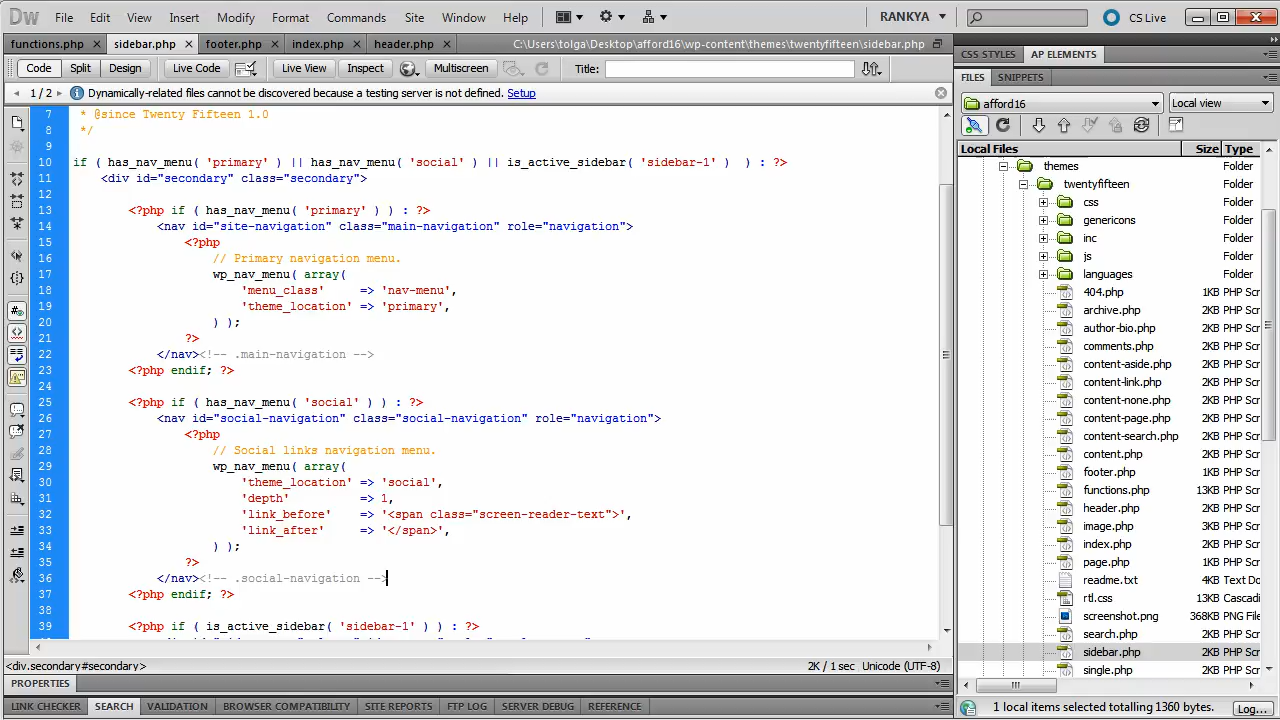 Dw File Edit View Insert Modify Format Commands Site Window Help RANKYA CS Live
functions.php × sidebar.php × footer.php × index.php × header.php × C:\Users\tolga\Desktop\afford16\wp-content\themes\twentyfifteen\sidebar.php
Code Split Design Live Code Live View Inspect Multiscreen Title:
1 / 2 Dynamically-related files cannot be discovered because a testing server is not defined. Setup
7 * @since Twenty Fifteen 1.0
8 */
9
10 if ( has_nav_menu( 'primary' ) || has_nav_menu( 'social' ) || is_active_sidebar( 'sidebar-1' )  ) : ?>
11 <div id="secondary" class="secondary">
12
13 <?php if ( has_nav_menu( 'primary' ) ) : ?>
14 <nav id="site-navigation" class="main-navigation" role="navigation">
15 <?php
16 // Primary navigation menu.
17 wp_nav_menu( array(
18 'menu_class'     => 'nav-menu',
19 'theme_location' => 'primary',
20 ) );
21 ?>
22 </nav><!-- .main-navigation -->
23 <?php endif; ?>
24
25 <?php if ( has_nav_menu( 'social' ) ) : ?>
26 <nav id="social-navigation" class="social-navigation" role="navigation">
27 <?php
28 // Social links navigation menu.
29 wp_nav_menu( array(
30 'theme_location' => 'social',
31 'depth'          => 1,
32 'link_before'    => '<span class="screen-reader-text">',
33 'link_after'     => '</span>',
34 ) );
35 ?>
36 </nav><!-- .social-navigation -->
37 <?php endif; ?>
38
39 <?php if ( is_active_sidebar( 'sidebar-1' ) ) : ?>
<div.secondary#secondary> 2K / 1 sec Unicode (UTF-8)
PROPERTIES
LINK CHECKER SEARCH VALIDATION BROWSER COMPATIBILITY SITE REPORTS FTP LOG SERVER DEBUG REFERENCE
CSS STYLES AP ELEMENTS
FILES SNIPPETS
afford16 Local view
Local Files Size Type
themes Folder
twentyfifteen Folder
css Folder
genericons Folder
inc Folder
js Folder
languages Folder
404.php 1KB PHP Scr
archive.php 2KB PHP Scr
author-bio.php 2KB PHP Scr
comments.php 2KB PHP Scr
content-aside.php 2KB PHP Scr
content-link.php 2KB PHP Scr
content-none.php 2KB PHP Scr
content-page.php 2KB PHP Scr
content-search.php 2KB PHP Scr
content.php 2KB PHP Scr
footer.php 2KB PHP Scr
functions.php 13KB PHP Scr
header.php 2KB PHP Scr
image.php 3KB PHP Scr
index.php 2KB PHP Scr
page.php 2KB PHP Scr
readme.txt 4KB Text Do
rtl.css 13KB Cascadi
screenshot.png 368KB PNG File
search.php 2KB PHP Scr
sidebar.php 2KB PHP Scr
single.php 2KB PHP Scr
1 local items selected totalling 1360 bytes. Log...